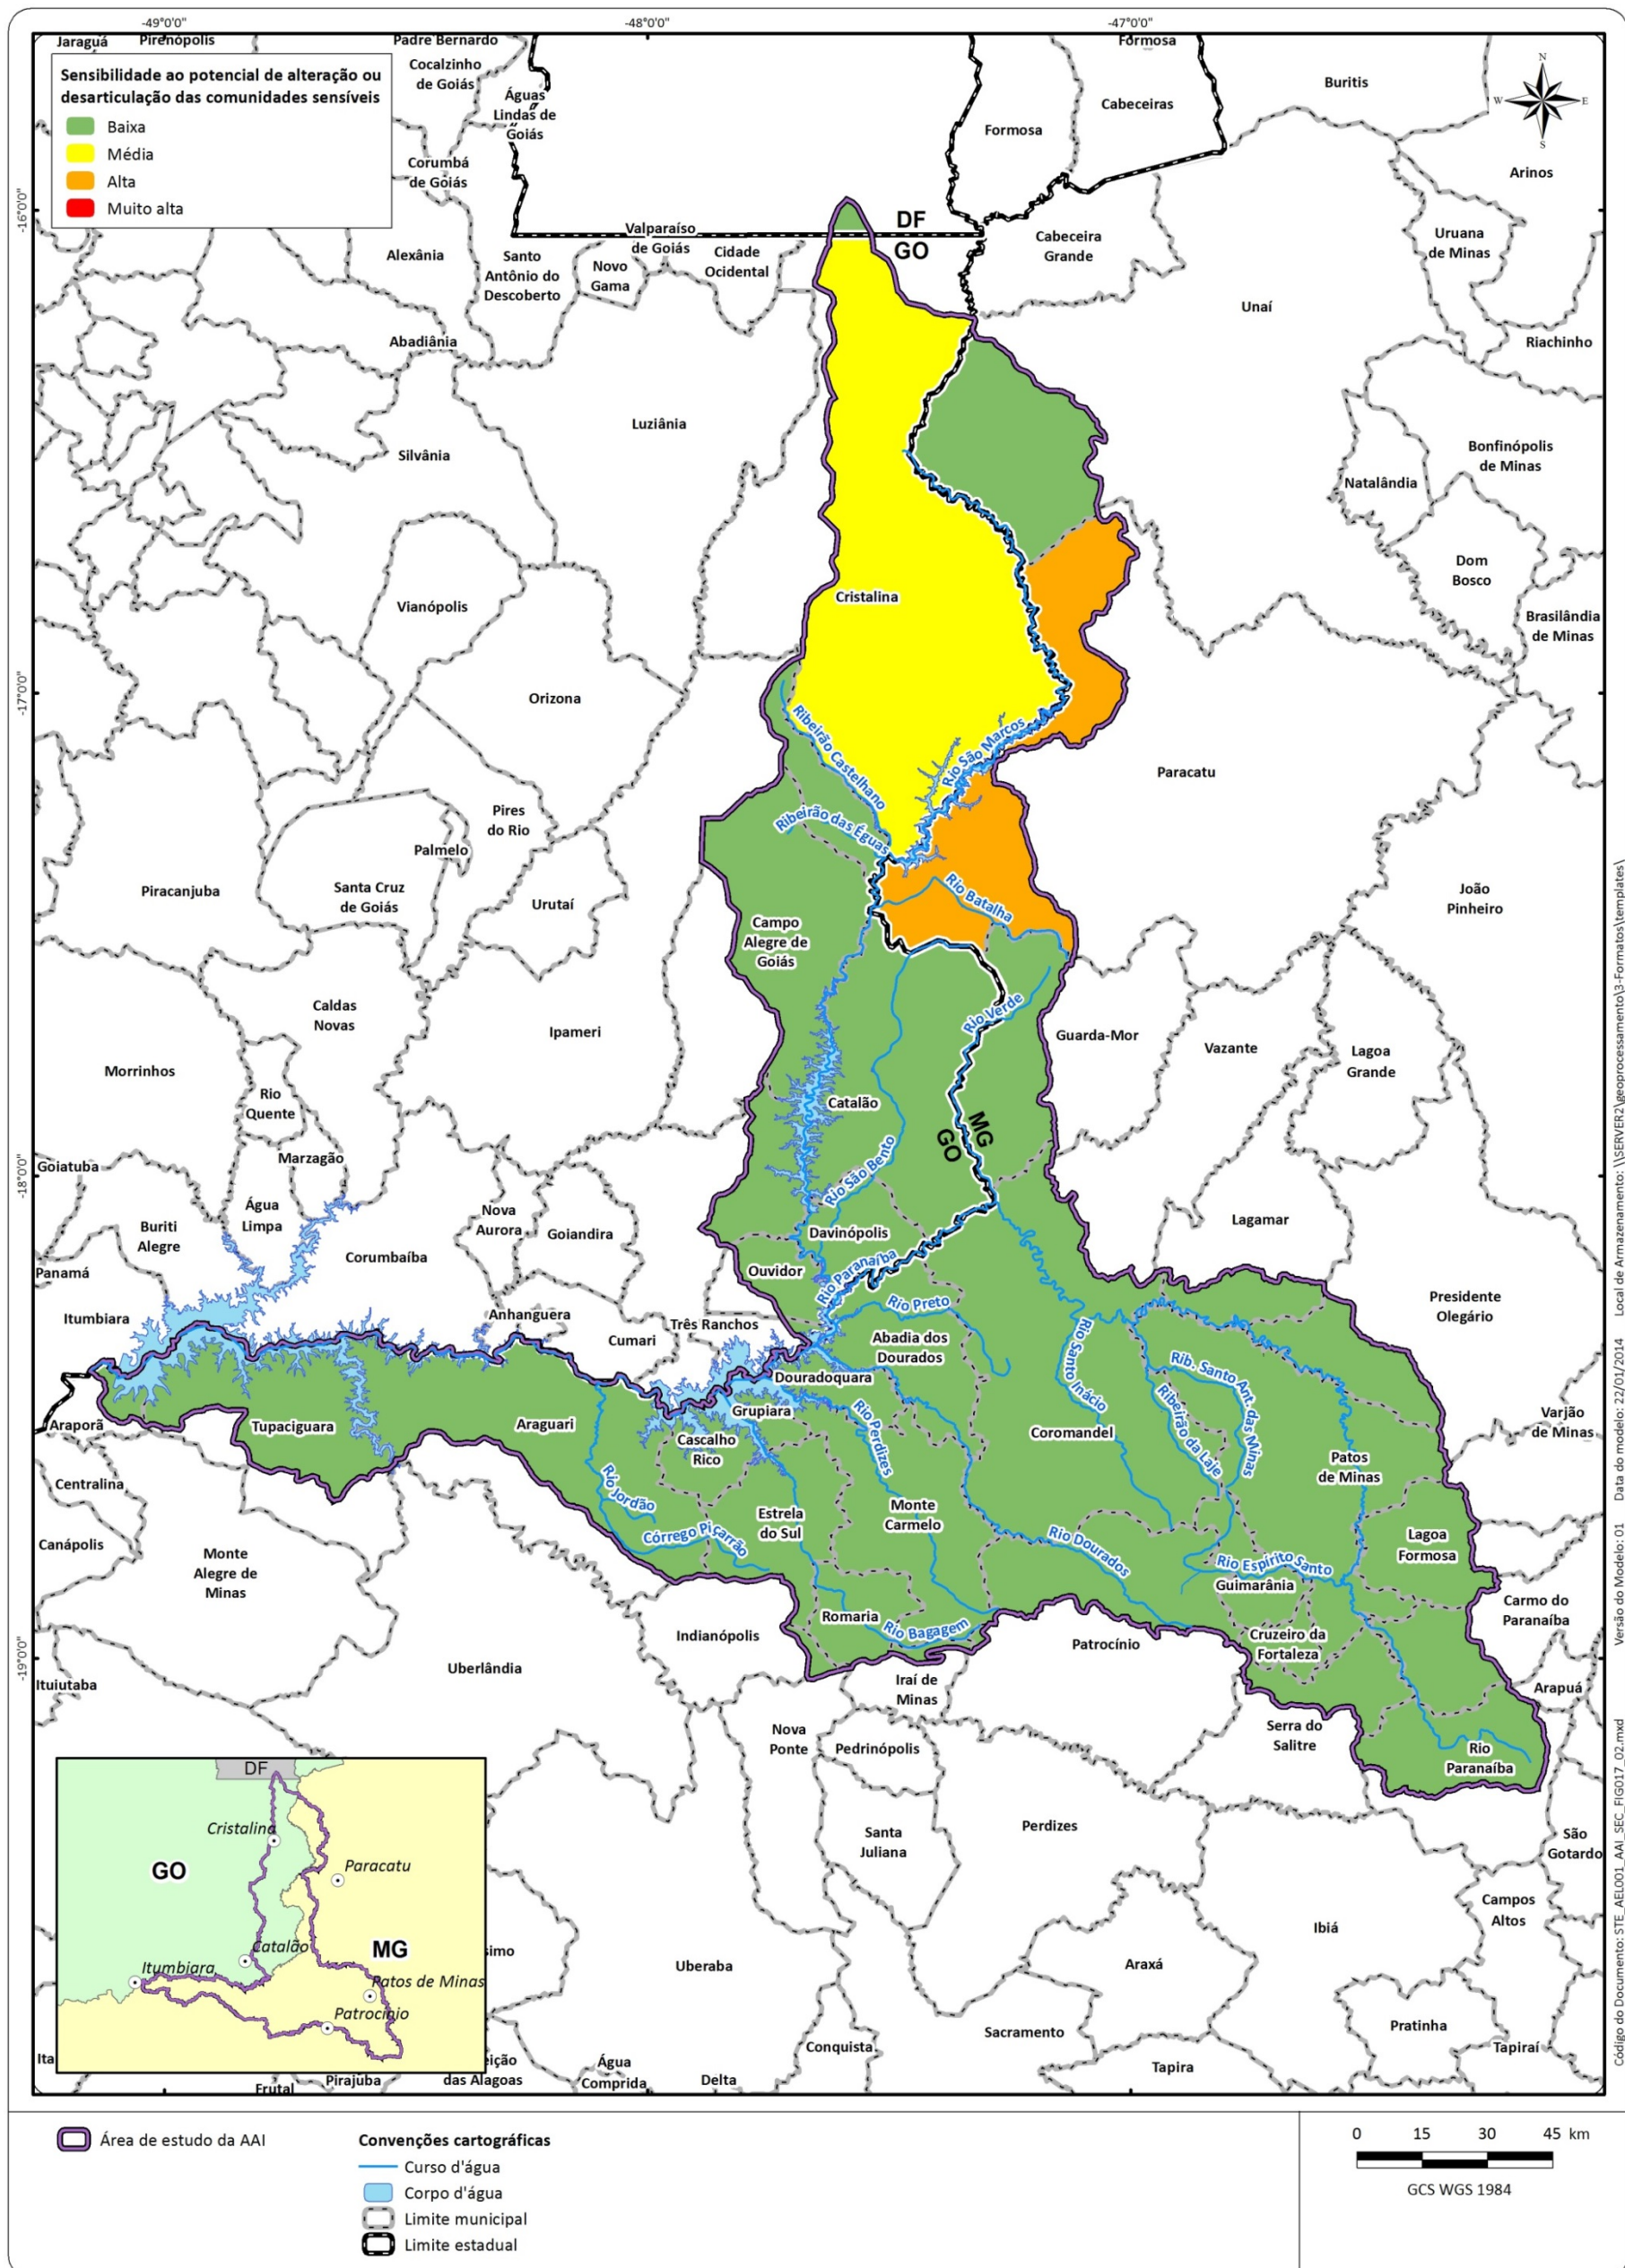 -49°0'0"
-48°0'0"
-47°0'0"
Jaraguá
Pirenópolis
Padre Bernardo
Formosa
Sensibilidade ao potencial de alteração ou
desarticulação das comunidades sensíveis
Baixa
Média
Alta
Muito alta
Cocalzinho
de Goiás
Águas
Lindas de
Goiás
Corumbá
de Goiás
Formosa
Cabeceiras
Buritis
N
W
E
S
Arinos
-16°0'0"
DF
GO
Valparaíso
de Goiás
Cidade
Ocidental
Cabeceira
Grande
Uruana
de Minas
Alexânia
Santo
Antônio do
Descoberto
Novo
Gama
Unaí
Abadiânia
Riachinho
Luziânia
Silvânia
Bonfinópolis
de Minas
Natalândia
Dom
Bosco
Vianópolis
Cristalina
Brasilândia
de Minas
-17°0'0"
Orizona
Ribeirão Castelhano
Rio São Marcos
Paracatu
Pires
do Rio
Ribeirão das Éguas
Palmelo
Piracanjuba
Santa Cruz
de Goiás
Urutaí
Rio Batalha
João
Pinheiro
Campo
Alegre de
Goiás
Caldas
Novas
Ipameri
Rio Verde
Guarda-Mor
Vazante
Lagoa
Grande
Morrinhos
Rio
Quente
Catalão
MG
GO
-18°0'0"
Goiatuba
Marzagão
Rio São Bento
Água
Limpa
Buriti
Alegre
Nova
Aurora
Goiandira
Davinópolis
Lagamar
Corumbaíba
Panamá
Ouvidor
Rio Paranaíba
Itumbiara
Anhanguera
Cumari
Três Ranchos
Rio Preto
Abadia dos
Dourados
Presidente
Olegário
Rio Santo Inácio
Rib. Santo Ant. das Minas
Ribeirão da Laje
Douradoquara
Grupiara
Rio Perdizes
Araporã
Tupaciguara
Araguari
Cascalho
Rico
Coromandel
Varjão
de Minas
Patos
de Minas
Centralina
Rio Jordão
Estrela
do Sul
Monte
Carmelo
Canápolis
Córrego Piçarrão
Rio Dourados
Lagoa
Formosa
Monte
Alegre de
Minas
Rio Espírito Santo
Guimarânia
Carmo do
Paranaíba
Romaria
Rio Bagagem
Indianópolis
Patrocínio
Cruzeiro da
Fortaleza
-19°0'0"
Ituiutaba
Uberlândia
Iraí de
Minas
Arapuá
Nova
Ponte
Pedrinópolis
Serra do
Salitre
Rio
Paranaíba
Santa
Juliana
Perdizes
São
Gotardo
Campos
Altos
Ibiá
Uberaba
Araxá
Sacramento
Pratinha
Conquista
Tapiraí
Tapira
Água
Comprida
Delta
simo
eição
das Alagoas
Pirajuba
Frutal
Ita
DF
Cristalina
GO
Paracatu
Catalão
MG
Itumbiara
Patos de Minas
Patrocínio
Área de estudo da AAI
Convenções cartográficas
Curso d'água
Corpo d'água
Limite municipal
Limite estadual
0 15 30 45 km
GCS WGS 1984
Código do Documento: STE_AEL001_AAI_SEC_FIG017_02.mxd Versão do Modelo: 01 Data do modelo: 22/01/2014 Local de Armazenamento: \\SERVER2\geoprocessamento\3-Formatos\templates\